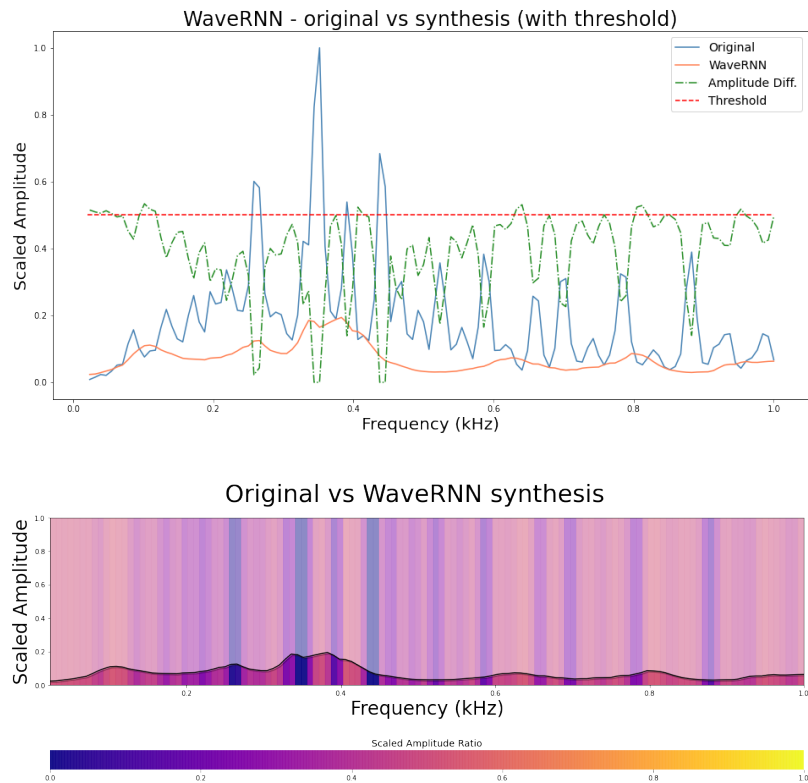 WaveRNN - original vs synthesis (with threshold)
Original
WaveRNN
Amplitude Diff.
Threshold
Scaled Amplitude
1.0
0.8
0.6
0.4
0.2
0.0
0.0 0.2 0.4 0.6 0.8 1.0
Frequency (kHz)
Original vs WaveRNN synthesis
Scaled Amplitude
1.0
0.8
0.6
0.4
0.2
0.0
0.2 0.4 0.6 0.8 1.0
Frequency (kHz)
Scaled Amplitude Ratio
0.0 0.2 0.4 0.6 0.8 1.0